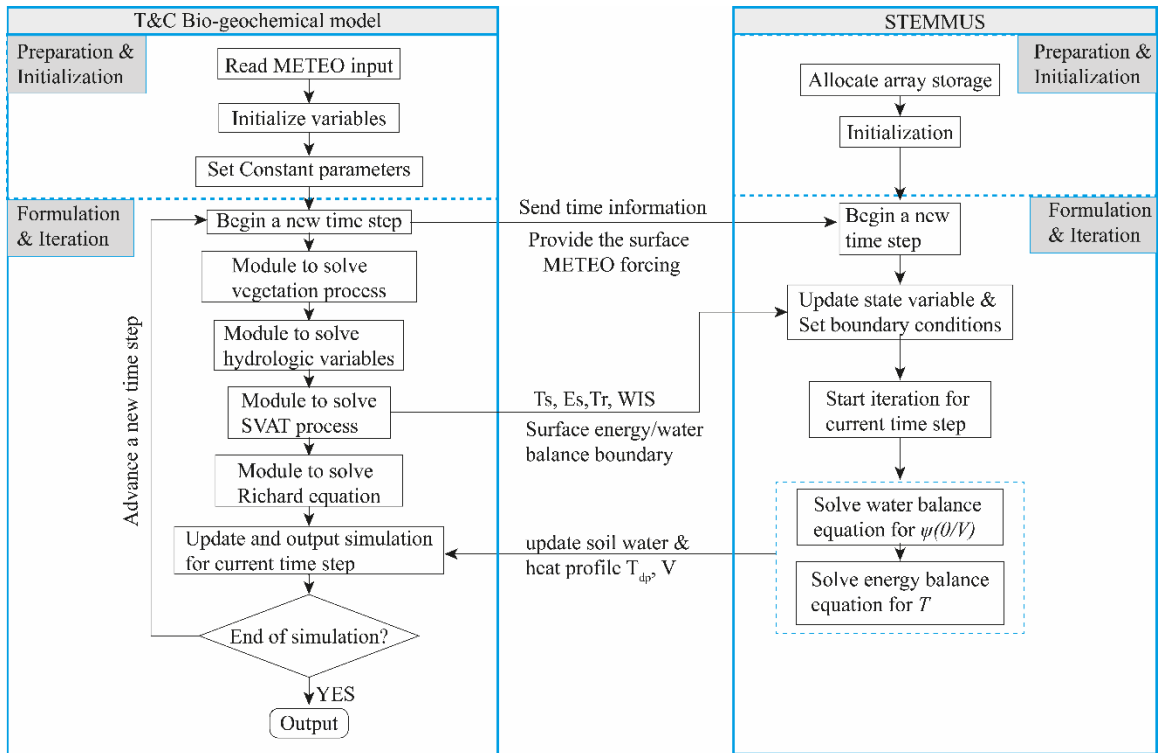 T&C Bio-geochemical model
Preparation &
Initialization
Read METEO input
Initialize variables
Set Constant parameters
Formulation
& Iteration
Begin a new time step
Module to solve
vegetation process
Module to solve
hydrologic variables
Module to solve
SVAT process
Module to solve
Richard equation
Update and output simulation
for current time step
End of simulation?
YES
Output
Advance a new time step
Send time information
Provide the surface
METEO forcing
Ts, Es,Tr, WIS
Surface energy/water
balance boundary
update soil water &
heat profile T_dp, V
STEMMUS
Preparation &
Initialization
Allocate array storage
Initialization
Formulation
& Iteration
Begin a new
time step
Update state variable &
Set boundary conditions
Start iteration for
current time step
Solve water balance
equation for ψ(θ/V)
Solve energy balance
equation for T